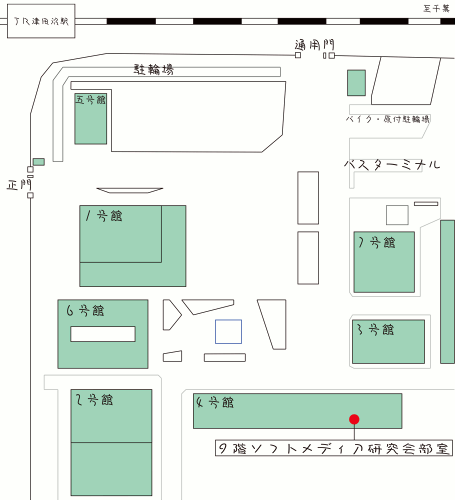 至千葉
JR津田沼駅
通用門
駐輪場
五号館
バイク・原付駐輪場
バスターミナル
正門
1号館
7号館
6号館
3号館
2号館
4号館
9階ソフトメディア研究会部室